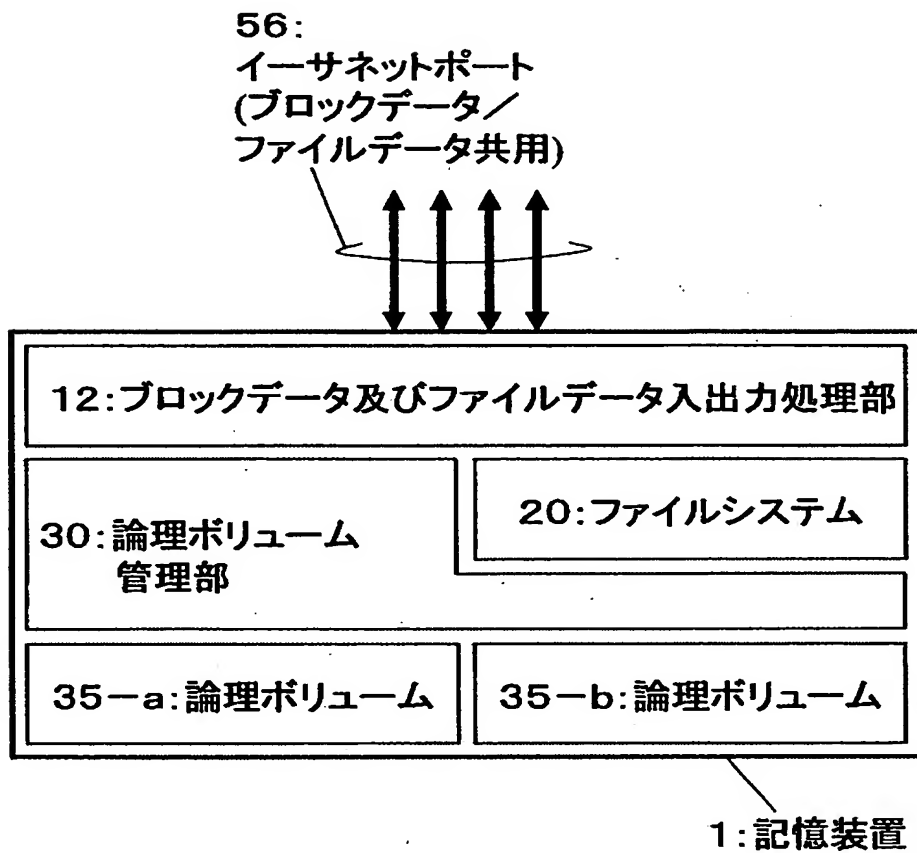 56:
イーサネットポート
(ブロックデータ／
ファイルデータ共用)
12:ブロックデータ及びファイルデータ入出力処理部
30:論理ボリューム
管理部
20:ファイルシステム
35－a:論理ボリューム
35－b:論理ボリューム
1:記憶装置